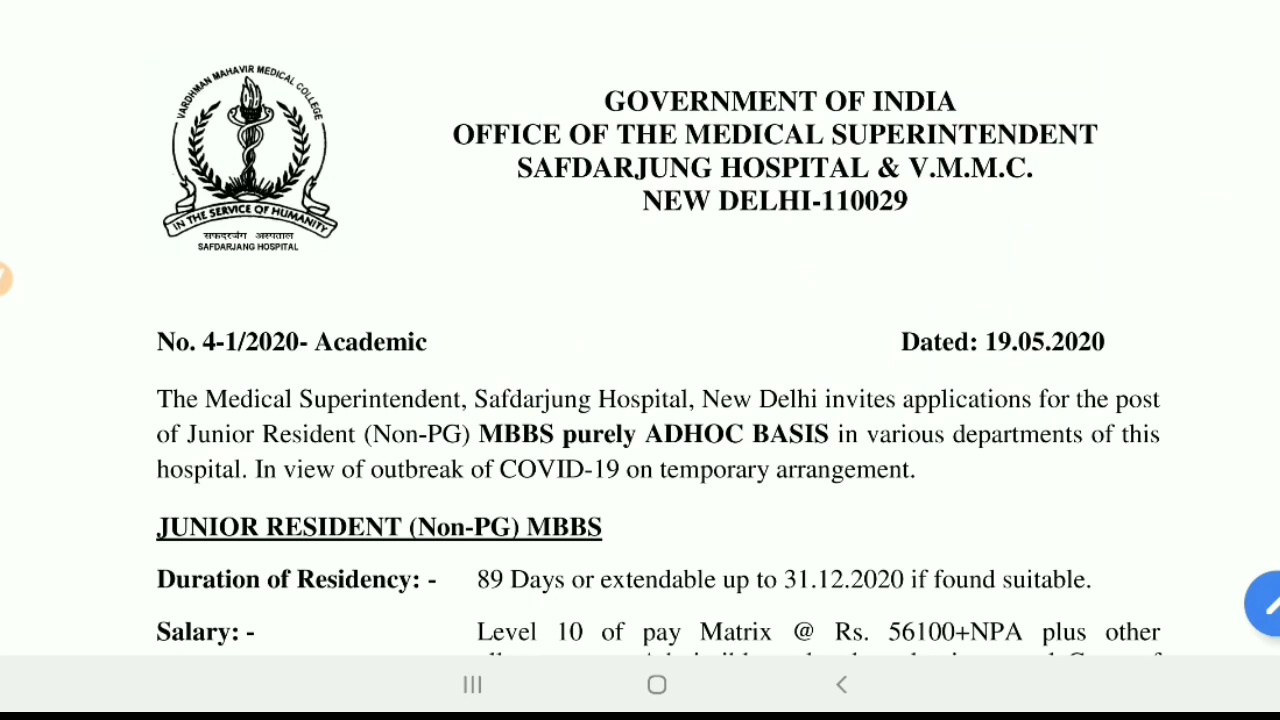 VARDHMAN MAHAVIR MEDICAL COLLEGE
IN THE SERVICE OF HUMANITY
सफदरजंग अस्पताल
SAFDARJANG HOSPITAL
GOVERNMENT OF INDIA
OFFICE OF THE MEDICAL SUPERINTENDENT
SAFDARJUNG HOSPITAL & V.M.M.C.
NEW DELHI-110029
No. 4-1/2020- Academic Dated: 19.05.2020
The Medical Superintendent, Safdarjung Hospital, New Delhi invites applications for the post
of Junior Resident (Non-PG) MBBS purely ADHOC BASIS in various departments of this
hospital. In view of outbreak of COVID-19 on temporary arrangement.
JUNIOR RESIDENT (Non-PG) MBBS
Duration of Residency: - 89 Days or extendable up to 31.12.2020 if found suitable.
Salary: - Level 10 of pay Matrix @ Rs. 56100+NPA plus other